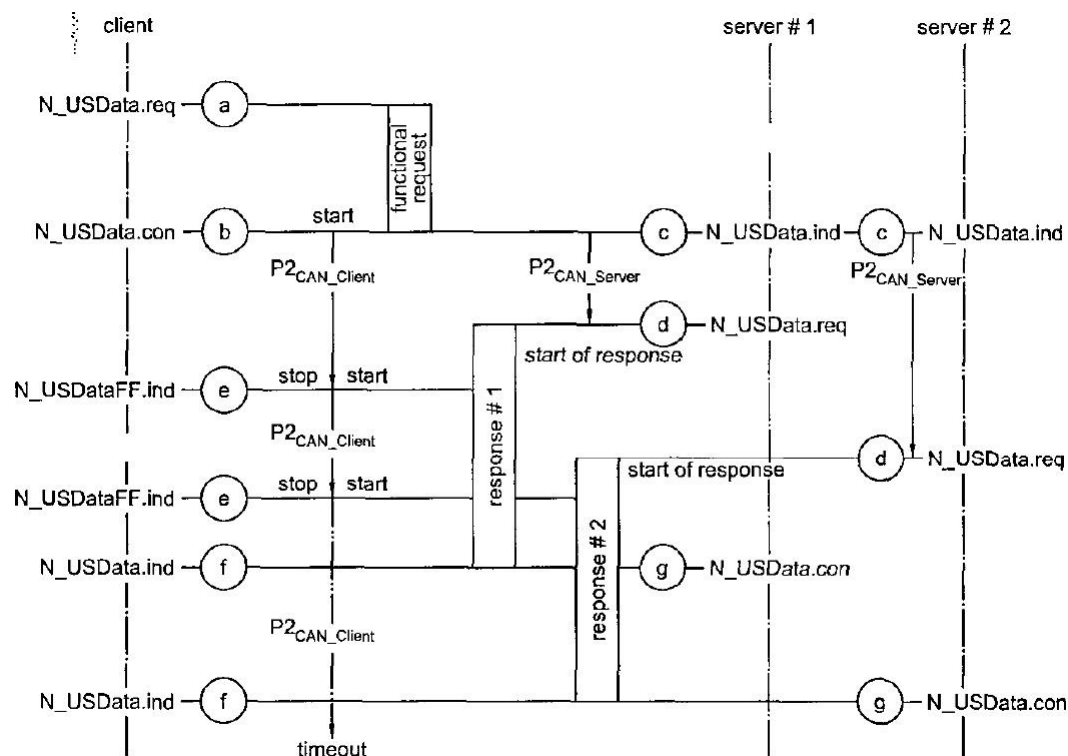 client
server # 1
server # 2
N_USData.req
a
functional
request
N_USData.con
b
start
c
N_USData.ind
c
N_USData.ind
P2CAN_Client
P2CAN_Server
P2CAN_Server
d
N_USData.req
start of response
N_USDataFF.ind
e
stop
start
response # 1
P2CAN_Client
start of response
d
N_USData.req
N_USDataFF.ind
e
stop
start
response # 2
N_USData.ind
f
g
N_USData.con
P2CAN_Client
N_USData.ind
f
g
N_USData.con
timeout